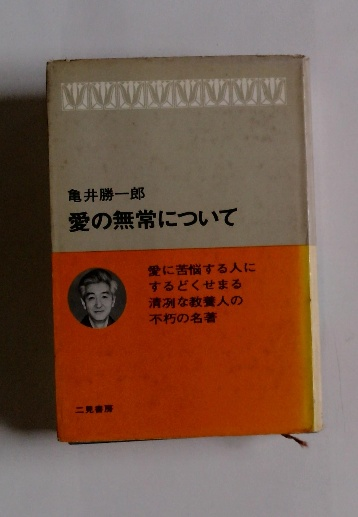 亀井勝一郎
愛の無常について
愛に苦悩する人に
するどくせまる
清冽な教養人の
不朽の名著
二見書房